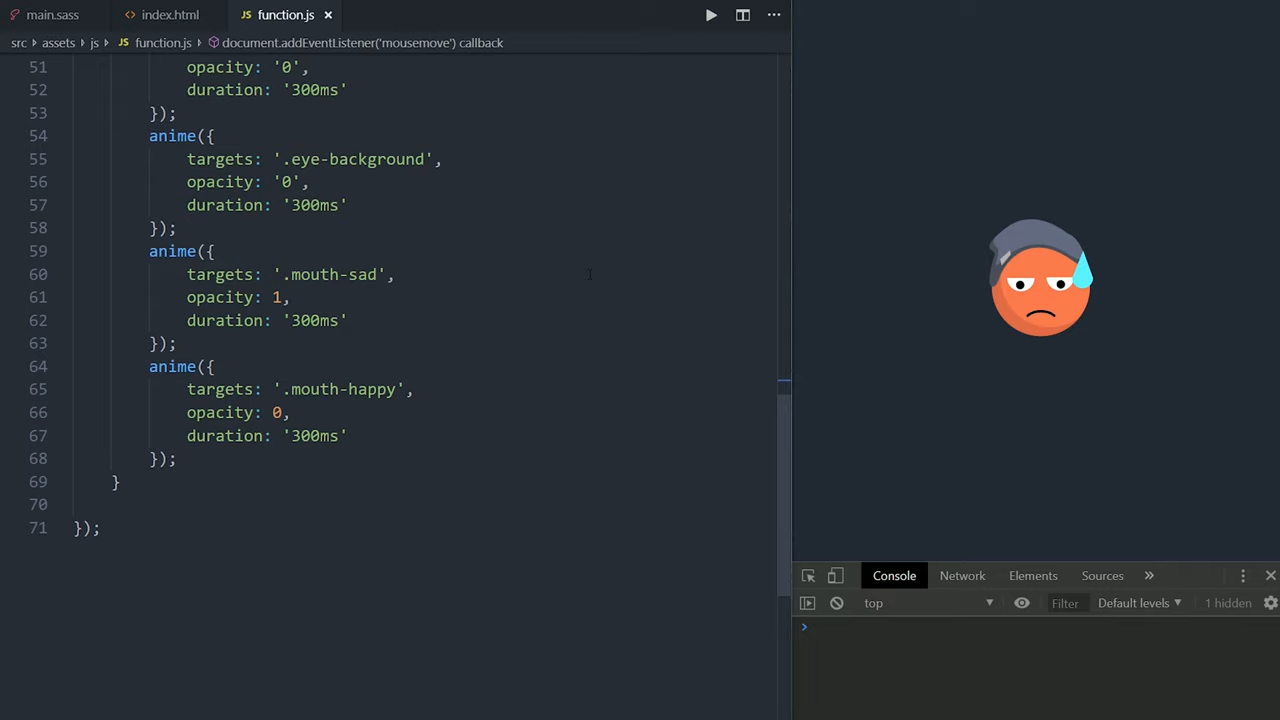 main.sass
index.html
function.js
src
assets
js
function.js
document.addEventListener('mousemove') callback
51 opacity: '0',
52 duration: '300ms'
53 });
54 anime({
55 targets: '.eye-background',
56 opacity: '0',
57 duration: '300ms'
58 });
59 anime({
60 targets: '.mouth-sad',
61 opacity: 1,
62 duration: '300ms'
63 });
64 anime({
65 targets: '.mouth-happy',
66 opacity: 0,
67 duration: '300ms'
68 });
69 }
70
71 });
Console Network Elements Sources
top Filter Default levels 1 hidden